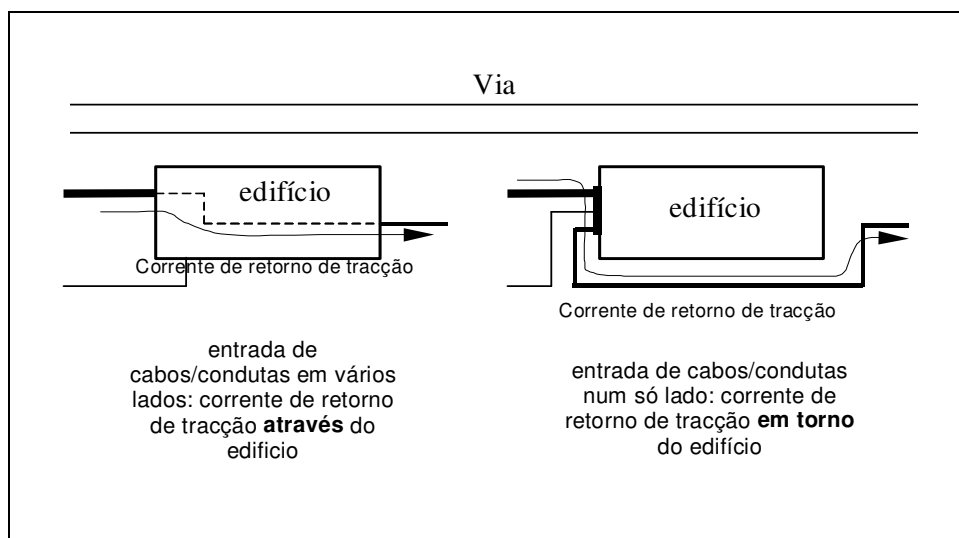 Via
edifício
Corrente de retorno de tracção
entrada de
cabos/condutas em vários
lados: corrente de retorno
de tracção através do
edificio
edifício
Corrente de retorno de tracção
entrada de cabos/condutas
num só lado: corrente de
retorno de tracção em torno
do edifício